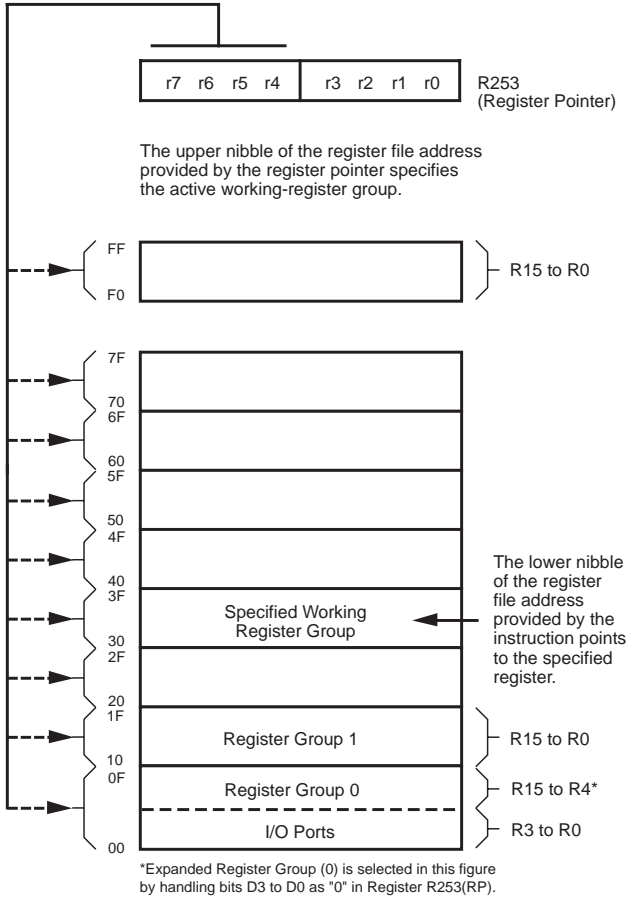 r7 r6 r5 r4 r3 r2 r1 r0
R253
(Register Pointer)
The upper nibble of the register file address
provided by the register pointer specifies
the active working-register group.
FF
F0
R15 to R0
7F
70
6F
60
5F
50
4F
40
3F
Specified Working
Register Group
30
The lower nibble
of the register
file address
provided by the
instruction points
to the specified
register.
2F
20
1F
Register Group 1
R15 to R0
10
0F
Register Group 0
R15 to R4*
I/O Ports
R3 to R0
00
*Expanded Register Group (0) is selected in this figure
by handling bits D3 to D0 as "0" in Register R253(RP).